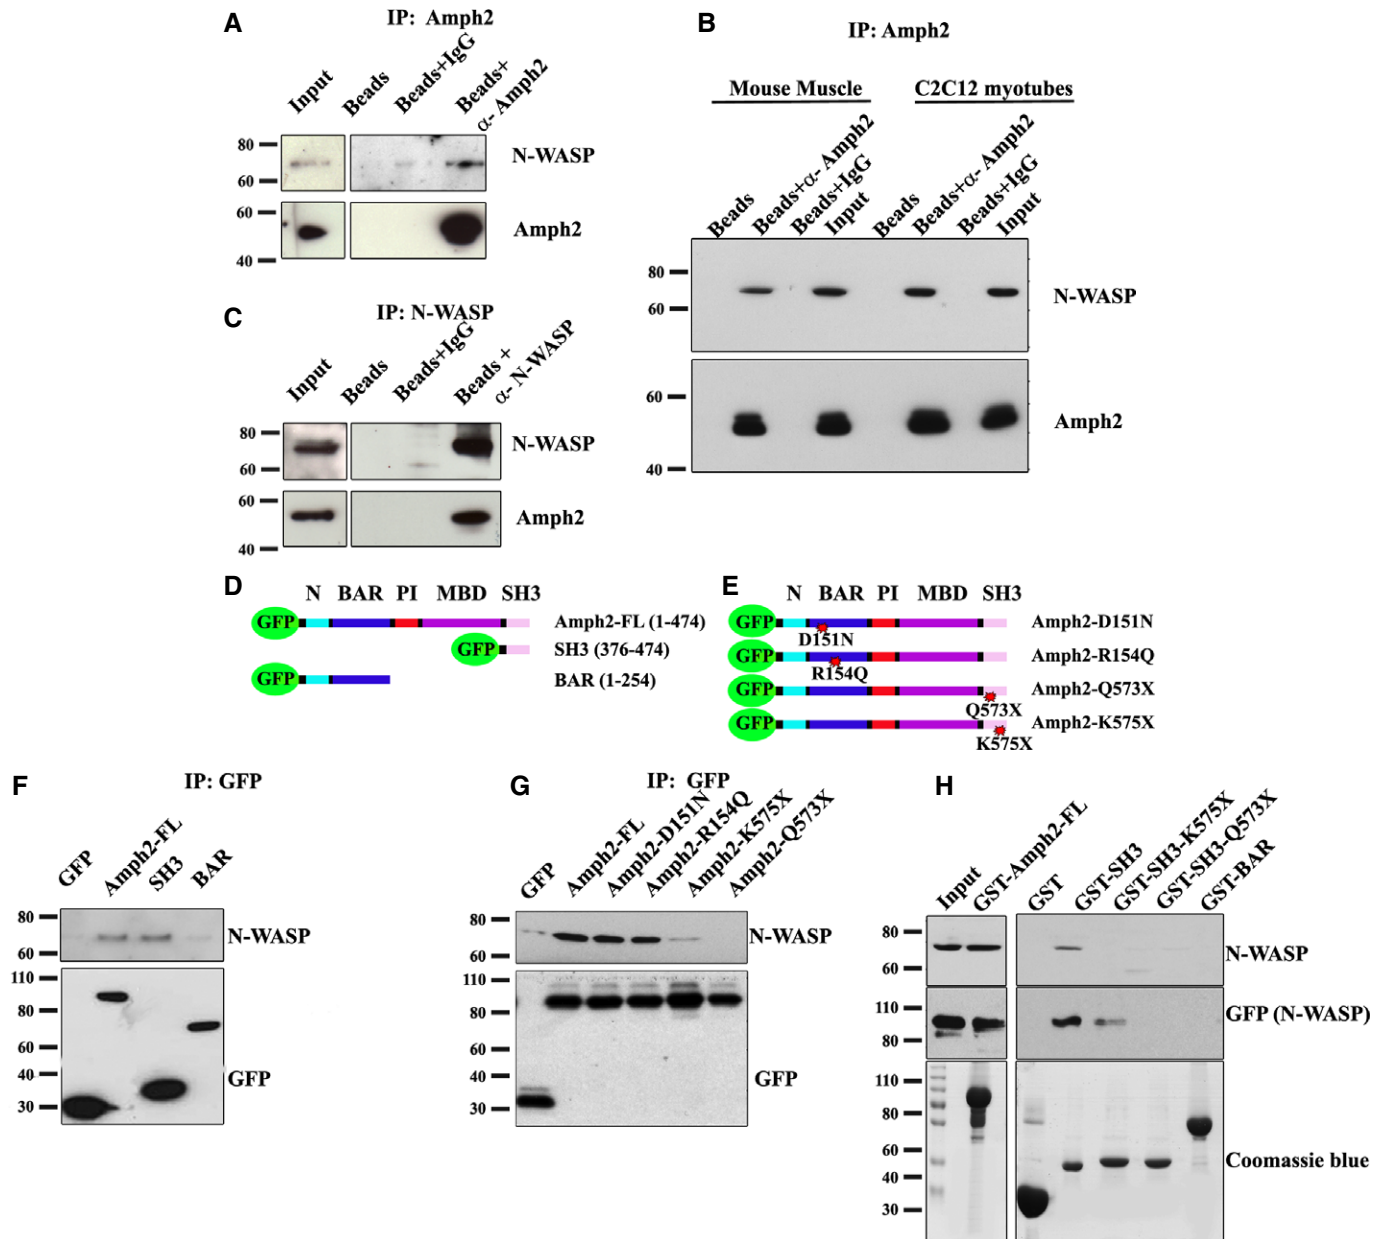 A
IP: Amph2
Input
Beads
Beads+IgG
Beads+
α- Amph2
80
60
N-WASP
60
40
Amph2
B
IP: Amph2
Mouse Muscle
C2C12 myotubes
Beads
Beads+α- Amph2
Beads+IgG
Input
Beads
Beads+α- Amph2
Beads+IgG
Input
80
60
N-WASP
60
40
Amph2
C
IP: N-WASP
Input
Beads
Beads+IgG
Beads +
α- N-WASP
80
60
N-WASP
60
40
Amph2
D
N BAR PI MBD SH3
GFP
Amph2-FL (1-474)
GFP
SH3 (376-474)
GFP
BAR (1-254)
E
N BAR PI MBD SH3
GFP
D151N
Amph2-D151N
GFP
R154Q
Amph2-R154Q
GFP
Q573X
Amph2-Q573X
GFP
K575X
Amph2-K575X
F
IP: GFP
GFP
Amph2-FL
SH3
BAR
80
60
N-WASP
110
80
60
40
30
GFP
G
IP: GFP
GFP
Amph2-FL
Amph2-D151N
Amph2-R154Q
Amph2-K575X
Amph2-Q573X
80
60
N-WASP
110
80
60
40
30
GFP
H
Input
GST-Amph2-FL
GST
GST-SH3
GST-SH3-K575X
GST-SH3-Q573X
GST-BAR
80
60
N-WASP
110
80
GFP (N-WASP)
110
80
60
40
30
Coomassie blue